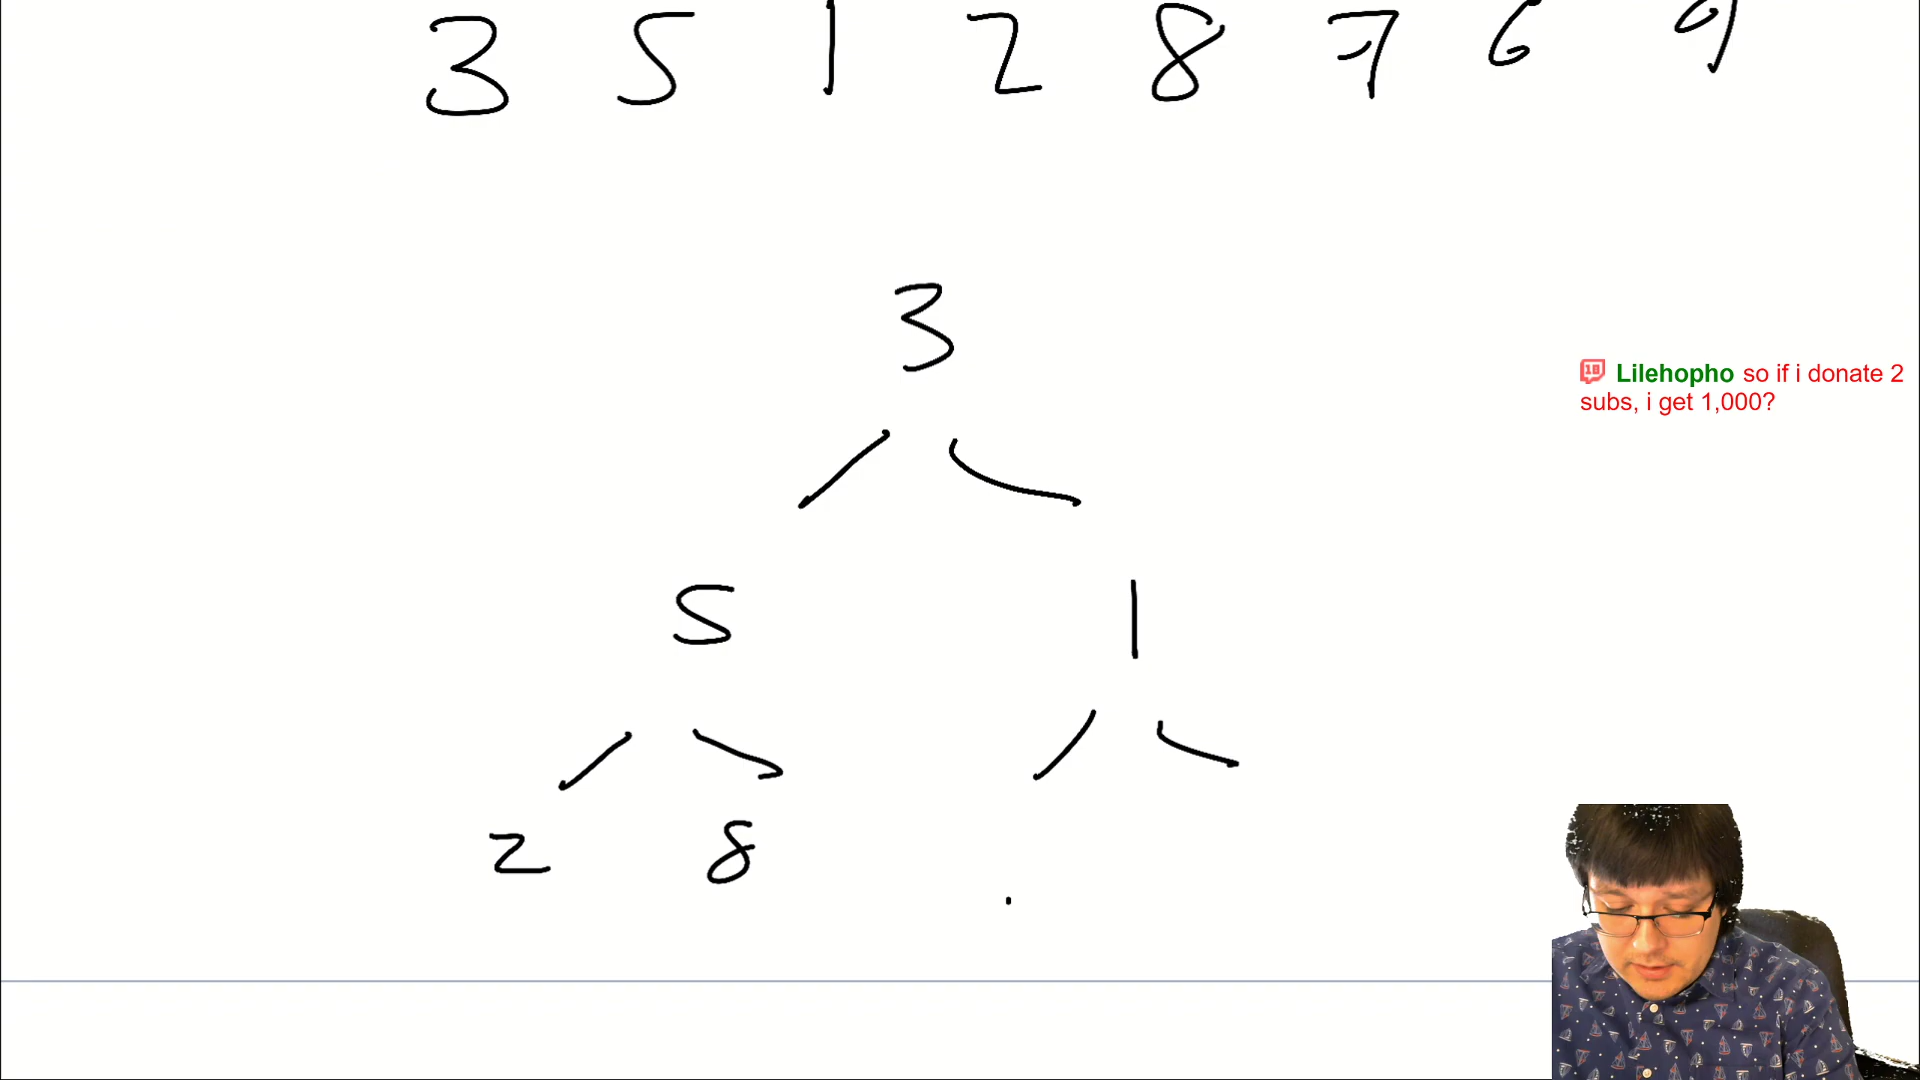 3 5 1 2 8 7 6 9
3
5 1
2 8
Lilehopho so if i donate 2
subs, i get 1,000?